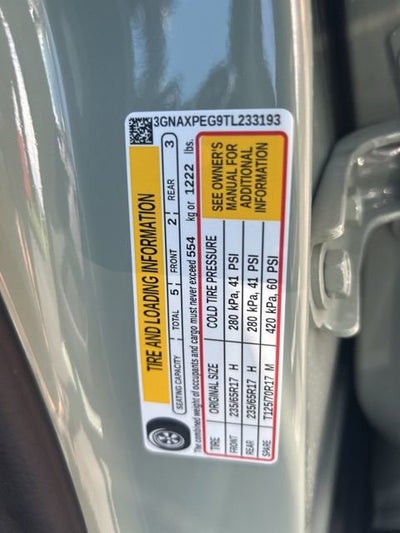 3GNAXPEG9TL233193
TIRE AND LOADING INFORMATION
SEATING CAPACITY TOTAL 5 FRONT 2 REAR 3
The combined weight of occupants and cargo must never exceed 554 kg or 1222 lbs.
TIRE ORIGINAL SIZE COLD TIRE PRESSURE
FRONT 235/65R17 H 280 kPa, 41 PSI
REAR 235/65R17 H 280 kPa, 41 PSI
SPARE T125/70R17 M 420 kPa, 60 PSI
SEE OWNER'S
MANUAL FOR
ADDITIONAL
INFORMATION